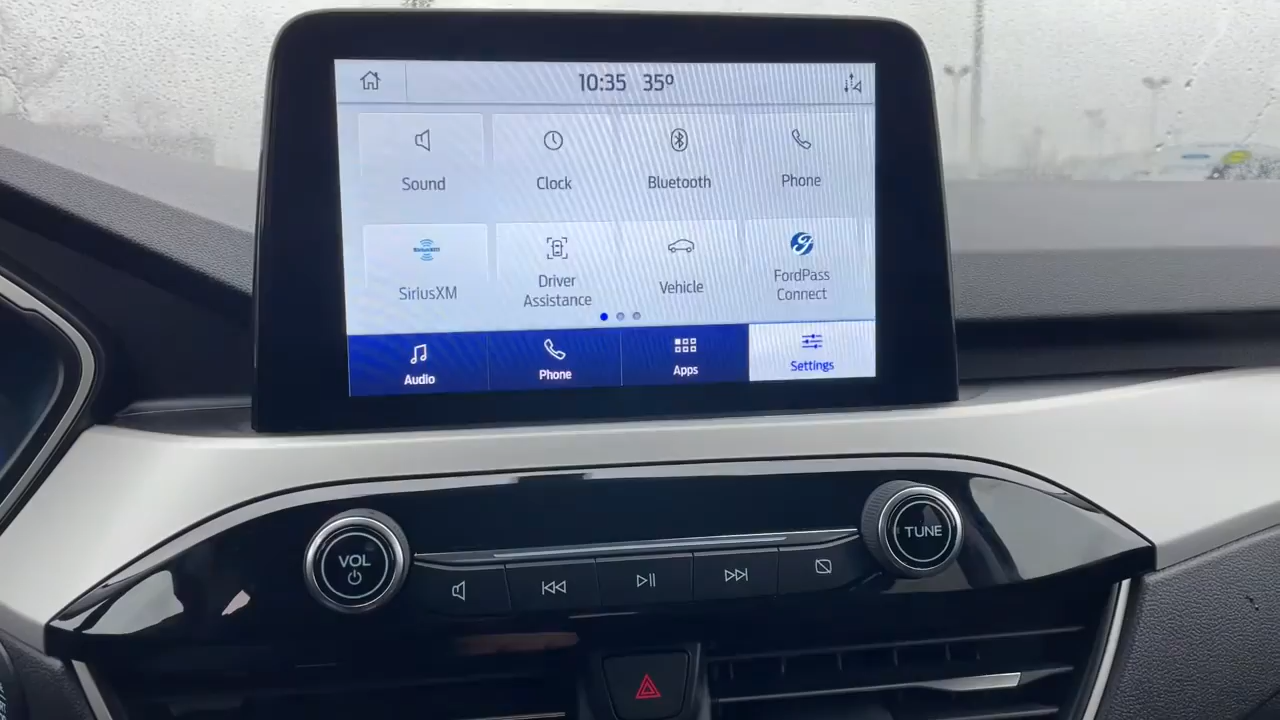 10:35 35°
Sound
Clock
Bluetooth
Phone
SiriusXM
SiriusXM
Driver
Assistance
Vehicle
FordPass
Connect
Audio
Phone
Apps
Settings
VOL
TUNE